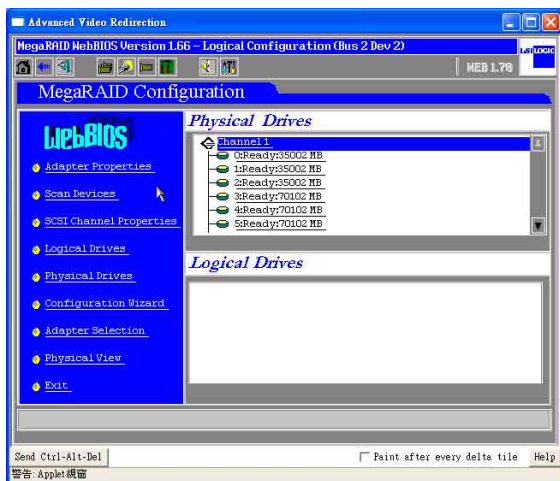 Advanced Video Redirection
MegaRAID WebBIOS Version 1.66 - Logical Configuration (Bus 2 Dev 2)
LSI LOGIC
WEB 1.70
MegaRAID Configuration
WebBIOS
Adapter Properties
Scan Devices
SCSI Channel Properties
Logical Drives
Physical Drives
Configuration Wizard
Adapter Selection
Physical View
Exit
Physical Drives
Channel 1
0:Ready:35002 MB
1:Ready:35002 MB
2:Ready:35002 MB
3:Ready:70102 MB
4:Ready:70102 MB
5:Ready:70102 MB
Logical Drives
Send Ctrl-Alt-Del
Paint after every delta tile
Help
警告: Applet 視窗